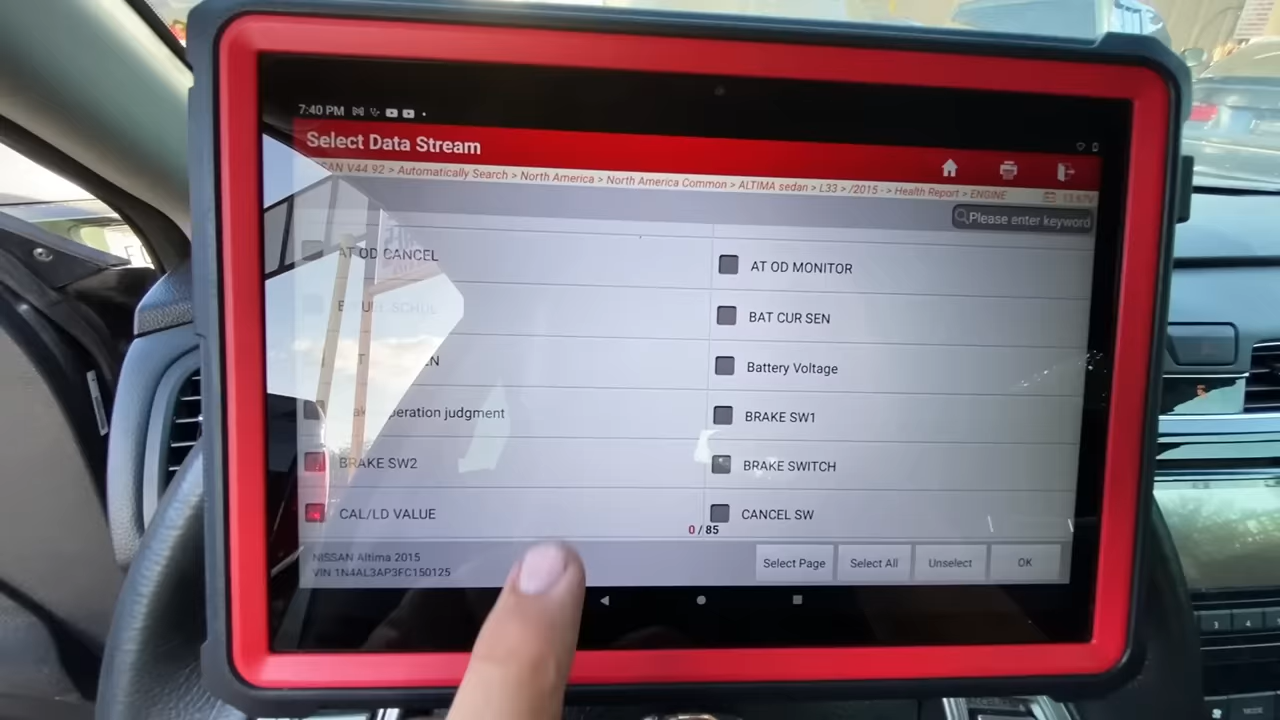 7:40 PM
Select Data Stream
SAN V44 92 > Automatically Search > North America > North America Common > ALTIMA sedan > L33 > /2015 - > Health Report > ENGINE
Please enter keyword
AT OD CANCEL
AT OD MONITOR
BAT CUR SEN
Battery Voltage
eration judgment
BRAKE SW1
BRAKE SW2
BRAKE SWITCH
CAL/LD VALUE
CANCEL SW
0 / 85
NISSAN Altima 2015
VIN 1N4AL3AP3FC150125
Select Page
Select All
Unselect
OK
3 4